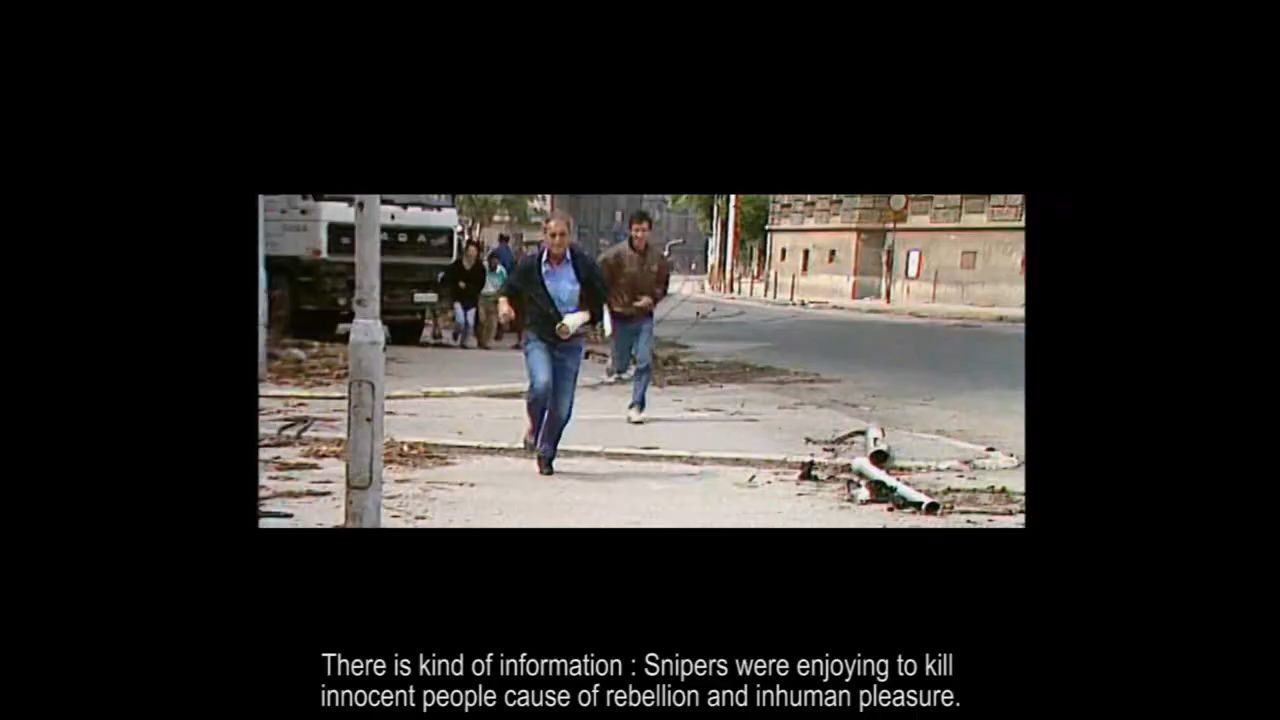 There is kind of information : Snipers were enjoying to kill
innocent people cause of rebellion and inhuman pleasure.